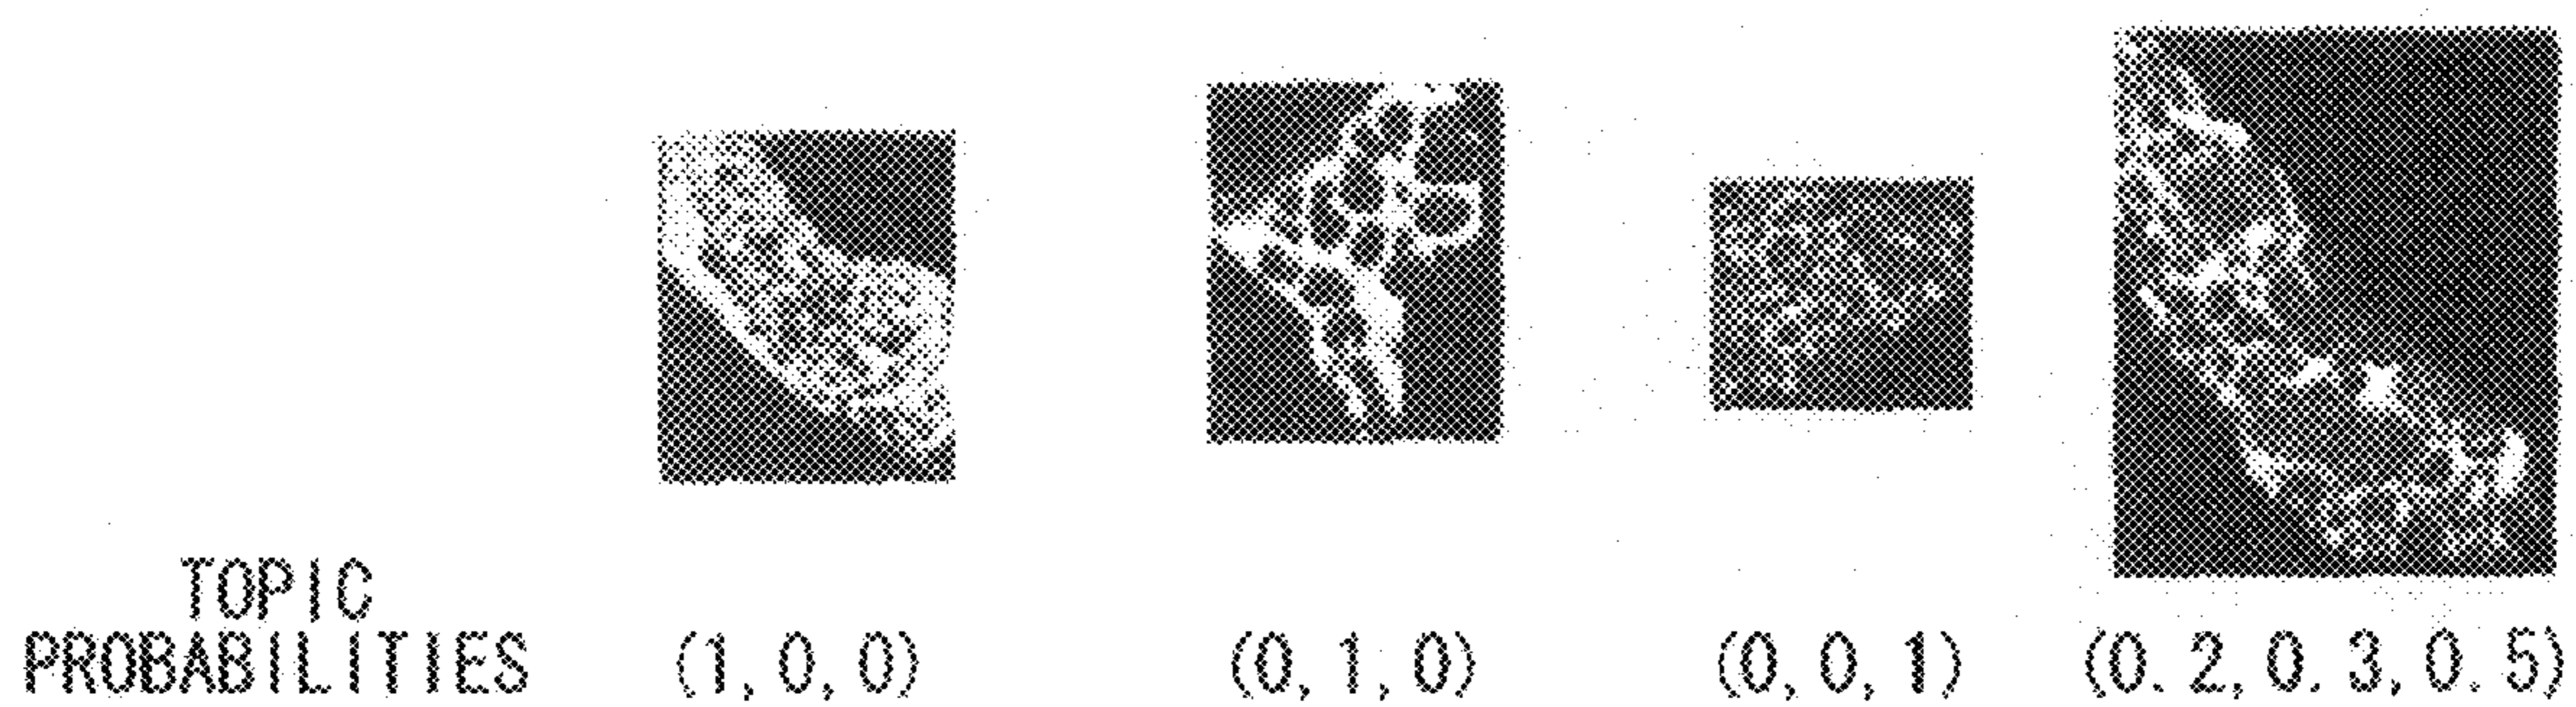 TOPIC
PROBABILITIES (1, 0, 0) (0, 1, 0) (0, 0, 1) (0. 2, 0. 3, 0. 5)